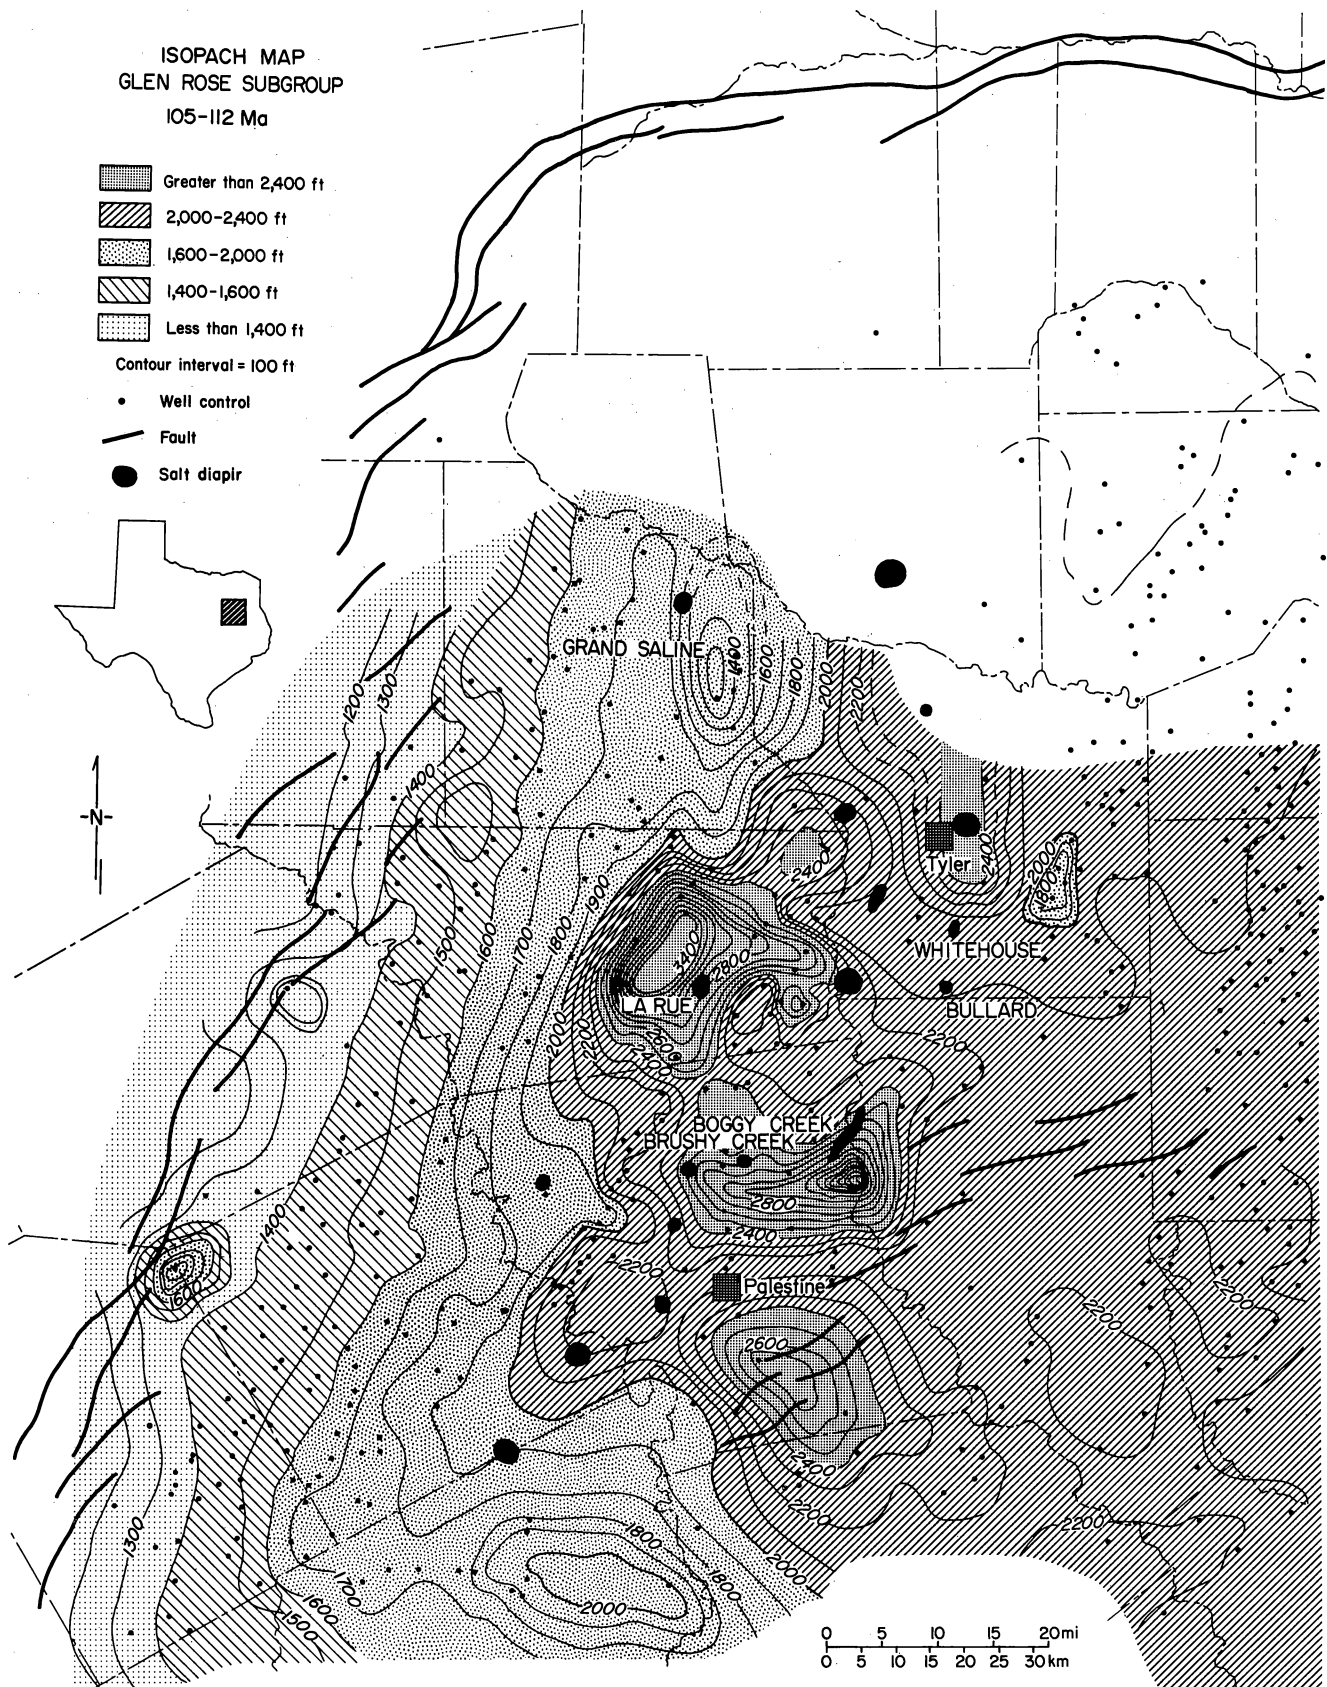 ISOPACH MAP
GLEN ROSE SUBGROUP
105-112 Ma
Greater than 2,400 ft
2,000-2,400 ft
1,600-2,000 ft
1,400-1,600 ft
Less than 1,400 ft
Contour interval = 100 ft
Well control
Fault
Salt diapir
-N-
GRAND SALINE
1400
1600
1800
2000
2200
1200
1300
1400
2400
Tyler
2400
2000
1800
1900
1800
1700
1600
1500
3400
2800
WHITEHOUSE
LA RUE
BULLARD
2000
2200
2600
2400
2200
BOGGY CREEK
BRUSHY CREEK
2800
2400
1400
1600
2200
Palestine
2200
2200
2600
2400
2200
2200
1300
1800
2000
1800
2000
1700
1600
1500
0 5 10 15 20 mi
0 5 10 15 20 25 30 km